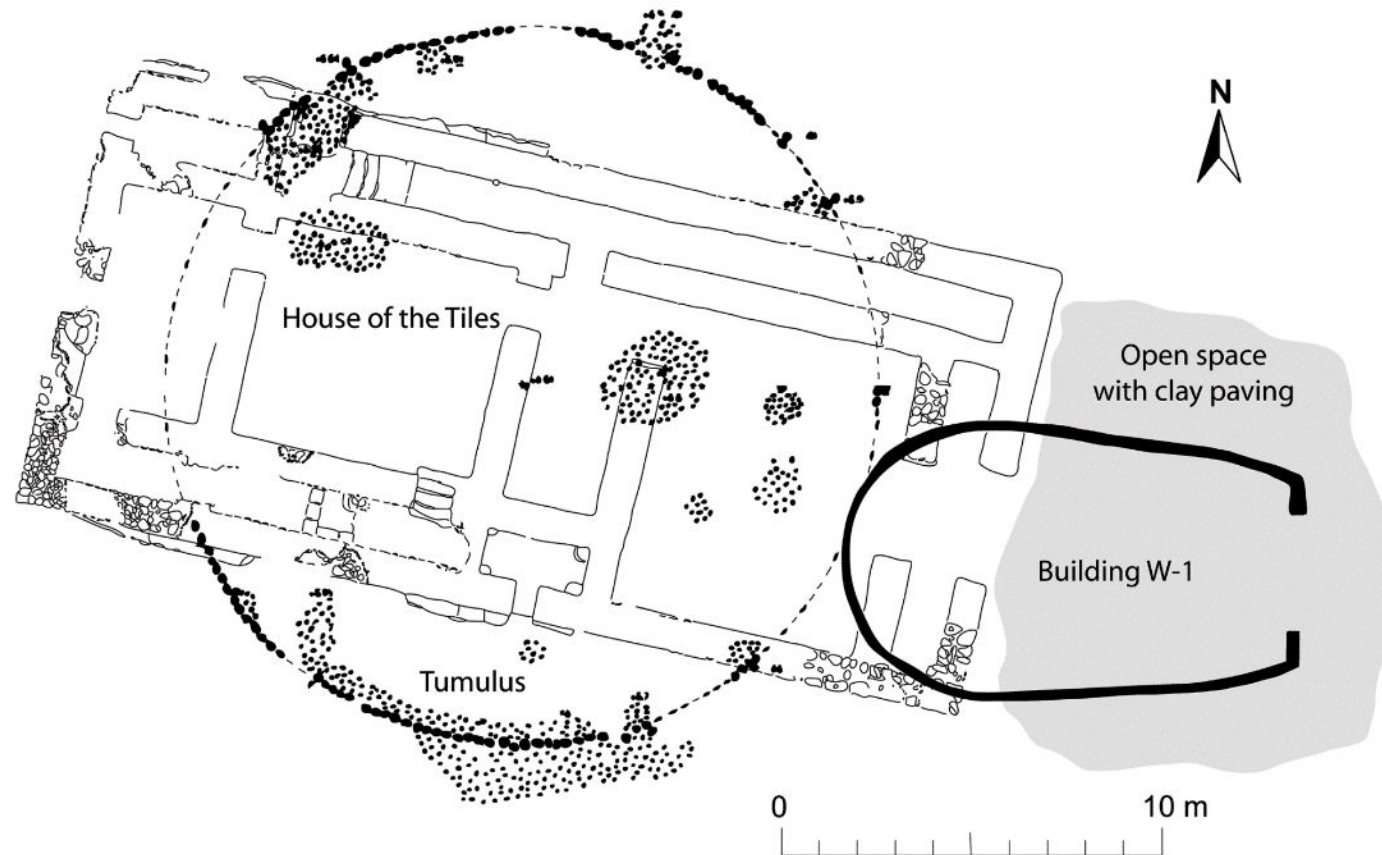 N
House of the Tiles
Open space
with clay paving
Building W-1
Tumulus
0
10 m